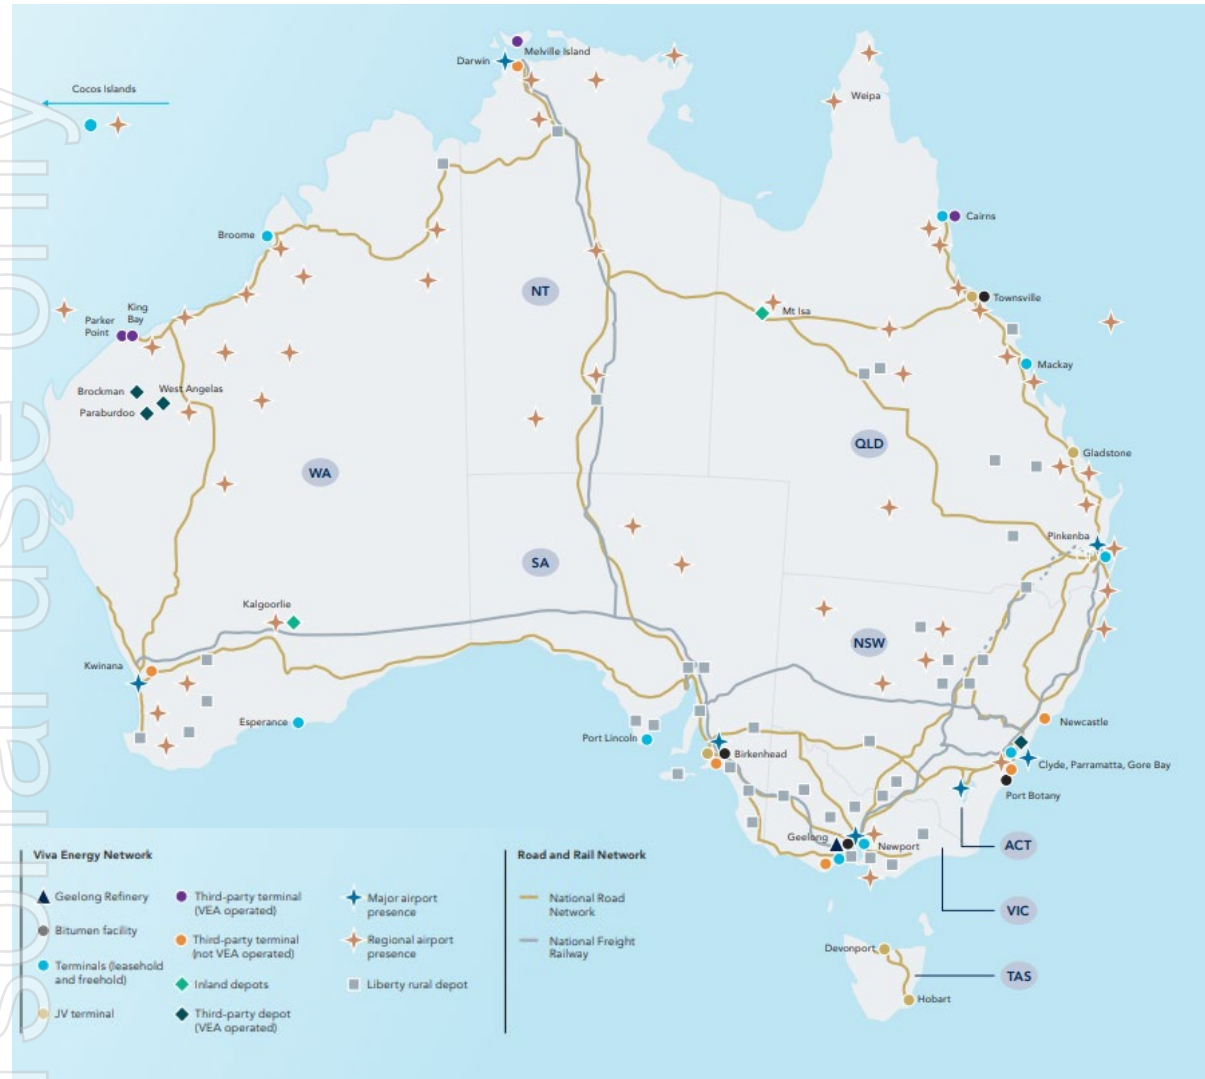 Melville Island
Darwin
Cocos Islands
Weipa
Cairns
Broome
NT
Townsville
Mt Isa
King
Bay
Parker
Point
Mackay
Brockman
West Angelas
Paraburdoo
QLD
Gladstone
WA
Pinkenba
SA
Kalgoorlie
NSW
Kwinana
Newcastle
Esperance
Port Lincoln
Birkenhead
Clyde, Parramatta, Gore Bay
Port Botany
Geelong
Newport
ACT
VIC
Devonport
TAS
Hobart
Viva Energy Network
Geelong Refinery
Bitumen facility
Terminals (leasehold
and freehold)
JV terminal
Third-party terminal
(VEA operated)
Third-party terminal
(not VEA operated)
Inland depots
Third-party depot
(VEA operated)
Major airport
presence
Regional airport
presence
Liberty rural depot
Road and Rail Network
National Road
Network
National Freight
Railway
sonal use only